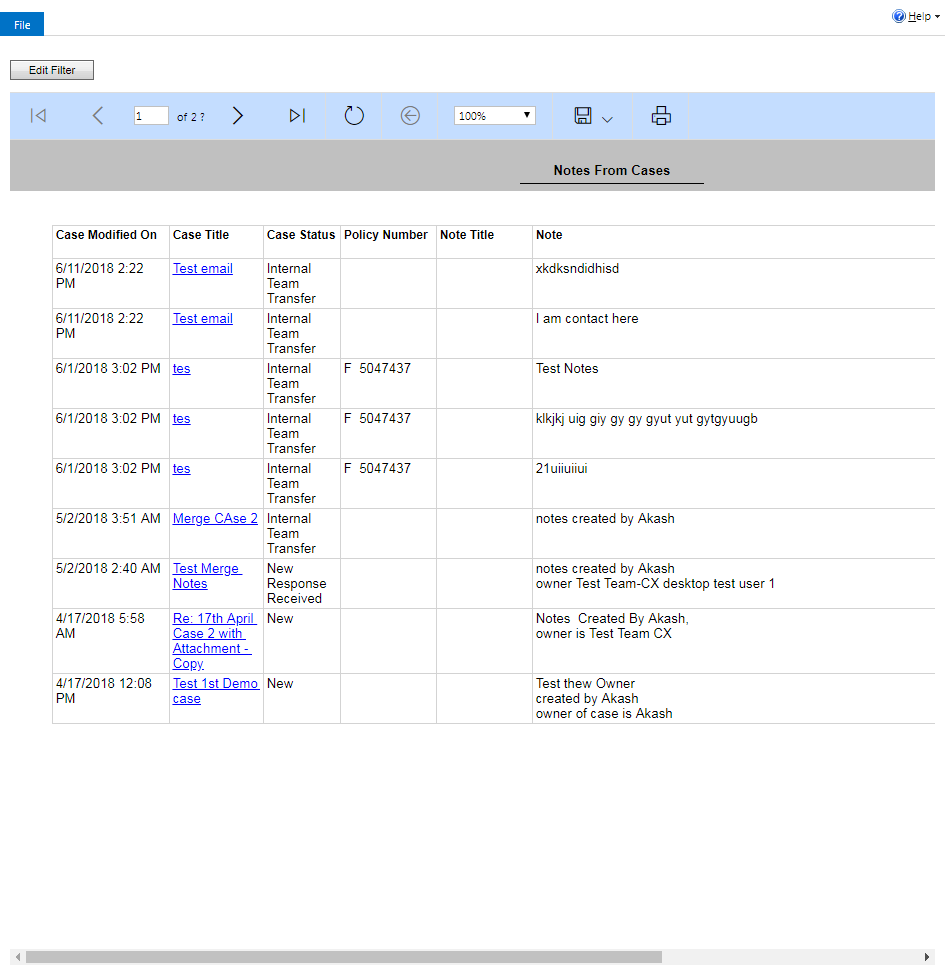 File
Help
Edit Filter
1 of 2 ? 100%
Notes From Cases
Case Modified On Case Title Case Status Policy Number Note Title Note
6/11/2018 2:22 PM Test email Internal Team Transfer xkdksndidhisd
6/11/2018 2:22 PM Test email Internal Team Transfer I am contact here
6/1/2018 3:02 PM tes Internal Team Transfer F  5047437 Test Notes
6/1/2018 3:02 PM tes Internal Team Transfer F  5047437 klkjkj uig giy gy gy gyut yut gytgyuugb
6/1/2018 3:02 PM tes Internal Team Transfer F  5047437 21uiiuiiui
5/2/2018 3:51 AM Merge CAse 2 Internal Team Transfer notes created by Akash
5/2/2018 2:40 AM Test Merge Notes New Response Received notes created by Akash
owner Test Team-CX desktop test user 1
4/17/2018 5:58 AM Re: 17th April Case 2 with Attachment - Copy New Notes  Created By Akash,
owner is Test Team CX
4/17/2018 12:08 PM Test 1st Demo case New Test thew Owner
created by Akash
owner of case is Akash